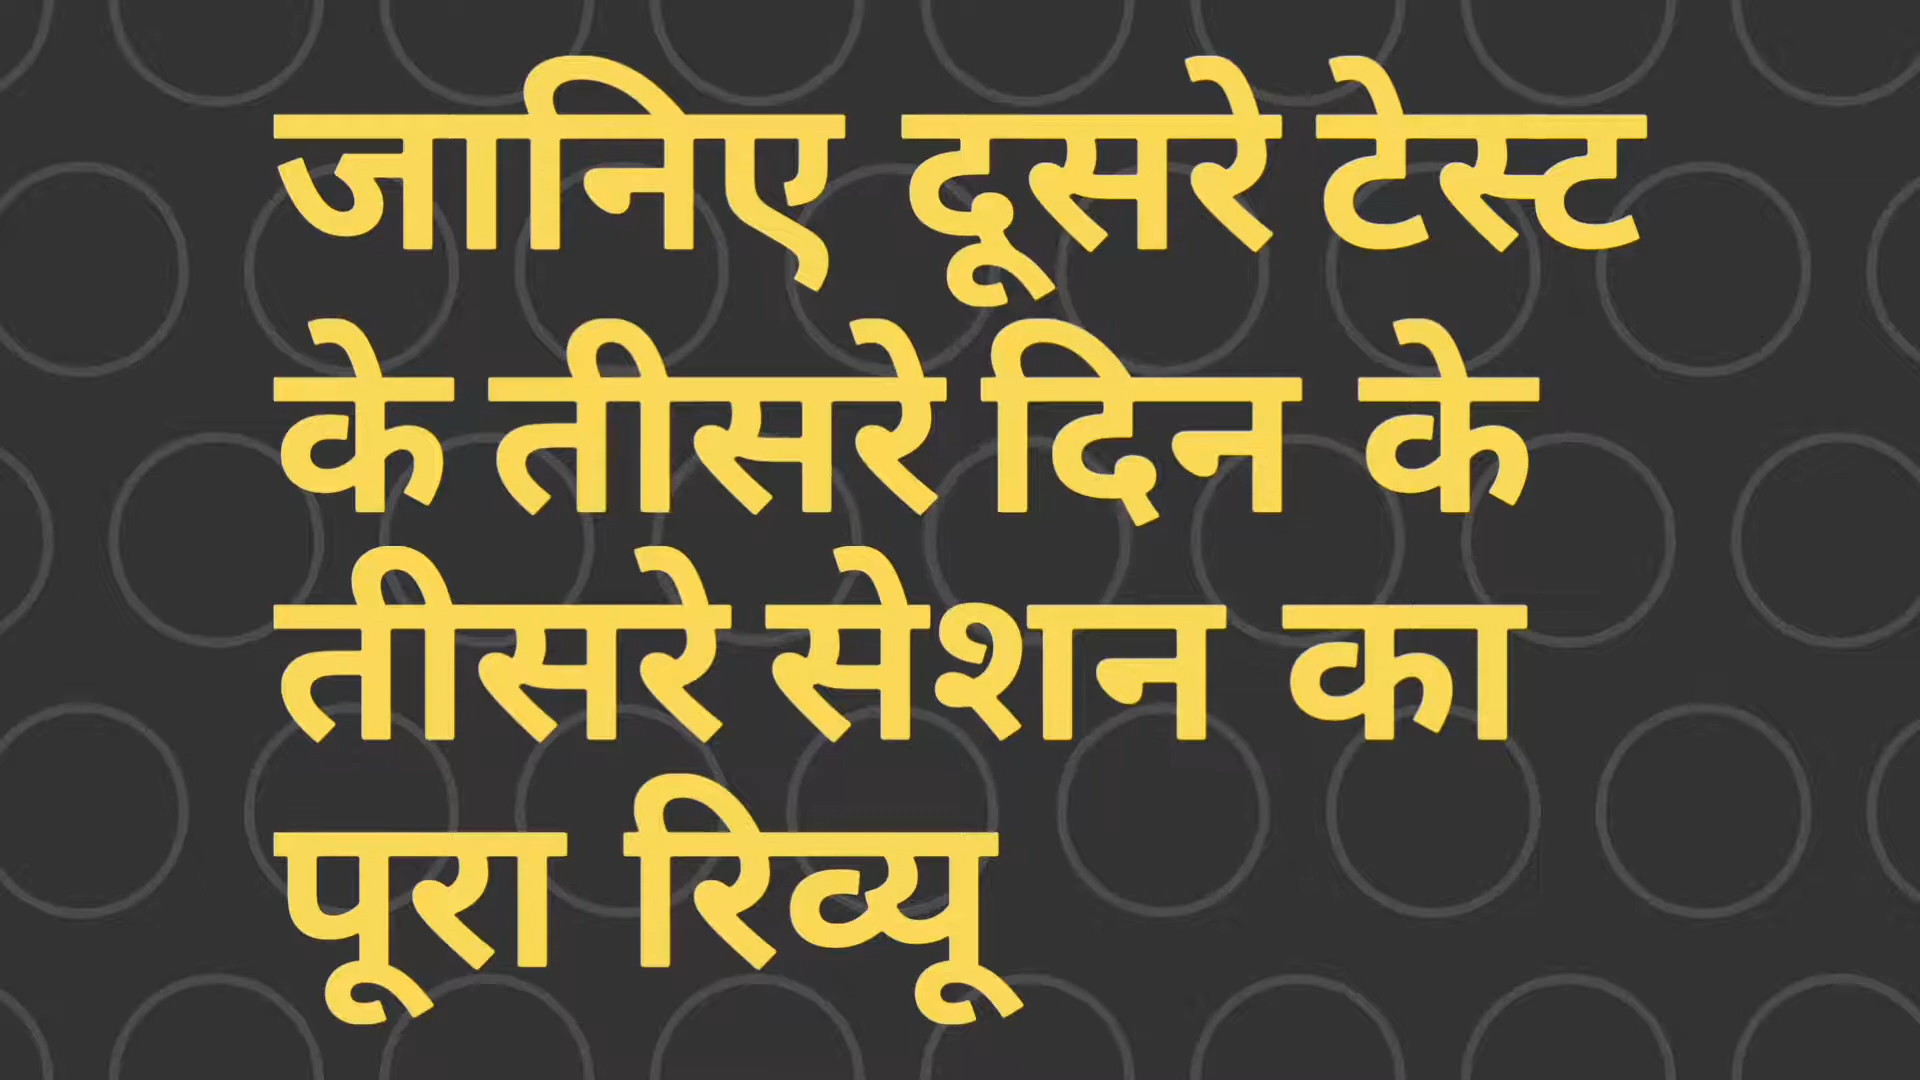 जानिए दूसरे टेस्ट
के तीसरे दिन के
तीसरे सेशन का
पूरा रिव्यू